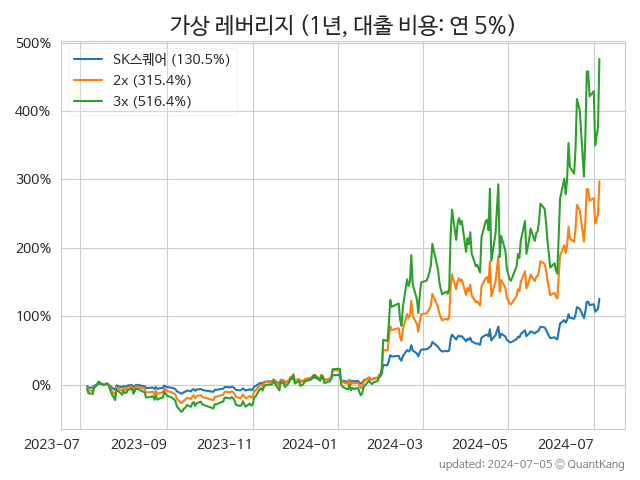 가상 레버리지 (1년, 대출 비용: 연 5%)
500%
400%
300%
200%
100%
0%
SK스퀘어 (130.5%)
2x (315.4%)
3x (516.4%)
2023-07 2023-09 2023-11 2024-01 2024-03 2024-05 2024-07
updated: 2024-07-05 © QuantKang